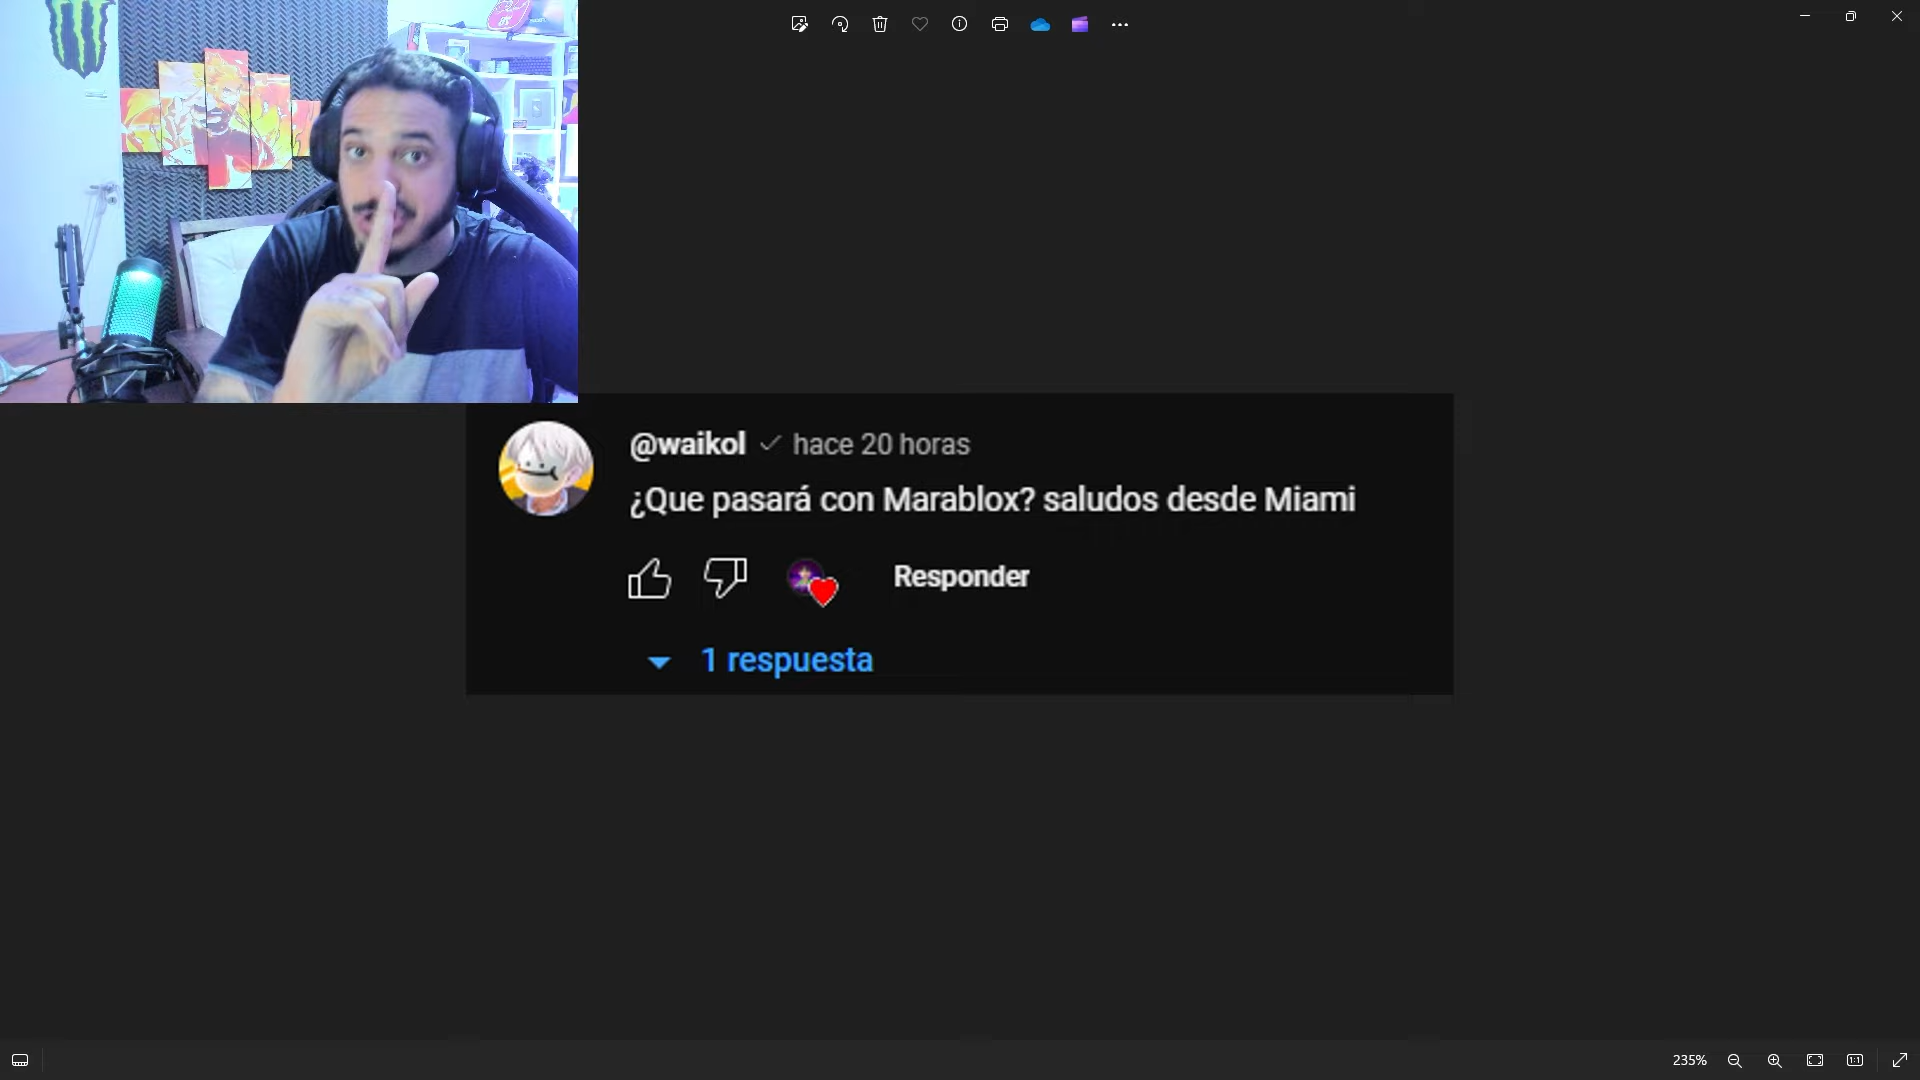 @waikol hace 20 horas
¿Que pasará con Marablox? saludos desde Miami
Responder
1 respuesta
235%